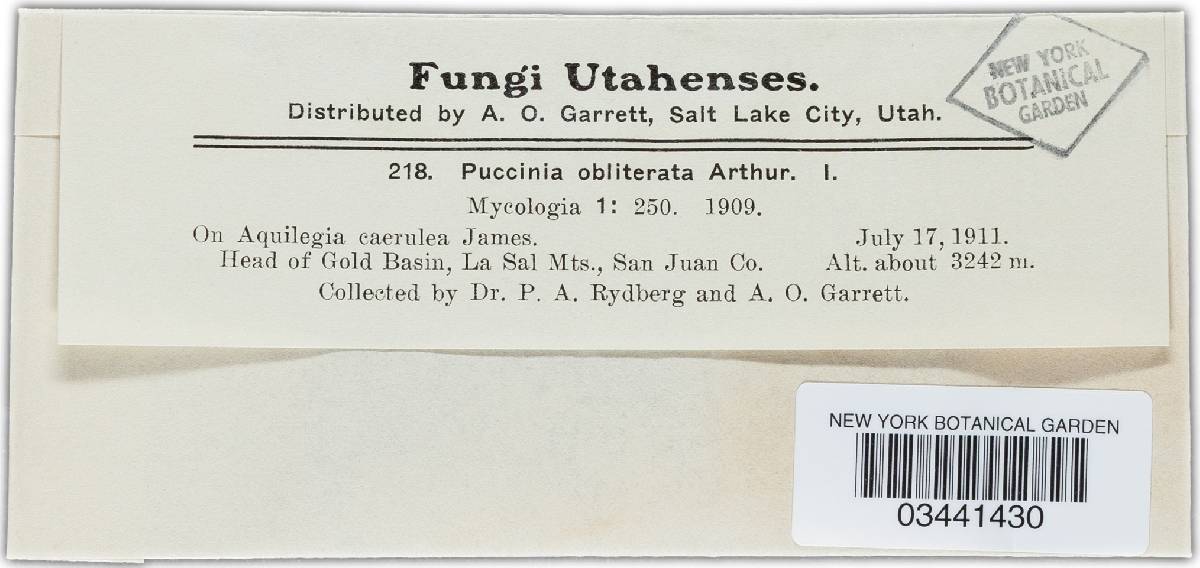 Fungi Utahenses.
Distributed by A. O. Garrett, Salt Lake City, Utah.
NEW YORK
BOTANICAL
GARDEN
218. Puccinia obliterata Arthur. I.
Mycologia 1: 250. 1909.
On Aquilegia caerulea James. July 17, 1911.
Head of Gold Basin, La Sal Mts., San Juan Co. Alt. about 3242 m.
Collected by Dr. P. A. Rydberg and A. O. Garrett.
NEW YORK BOTANICAL GARDEN
03441430